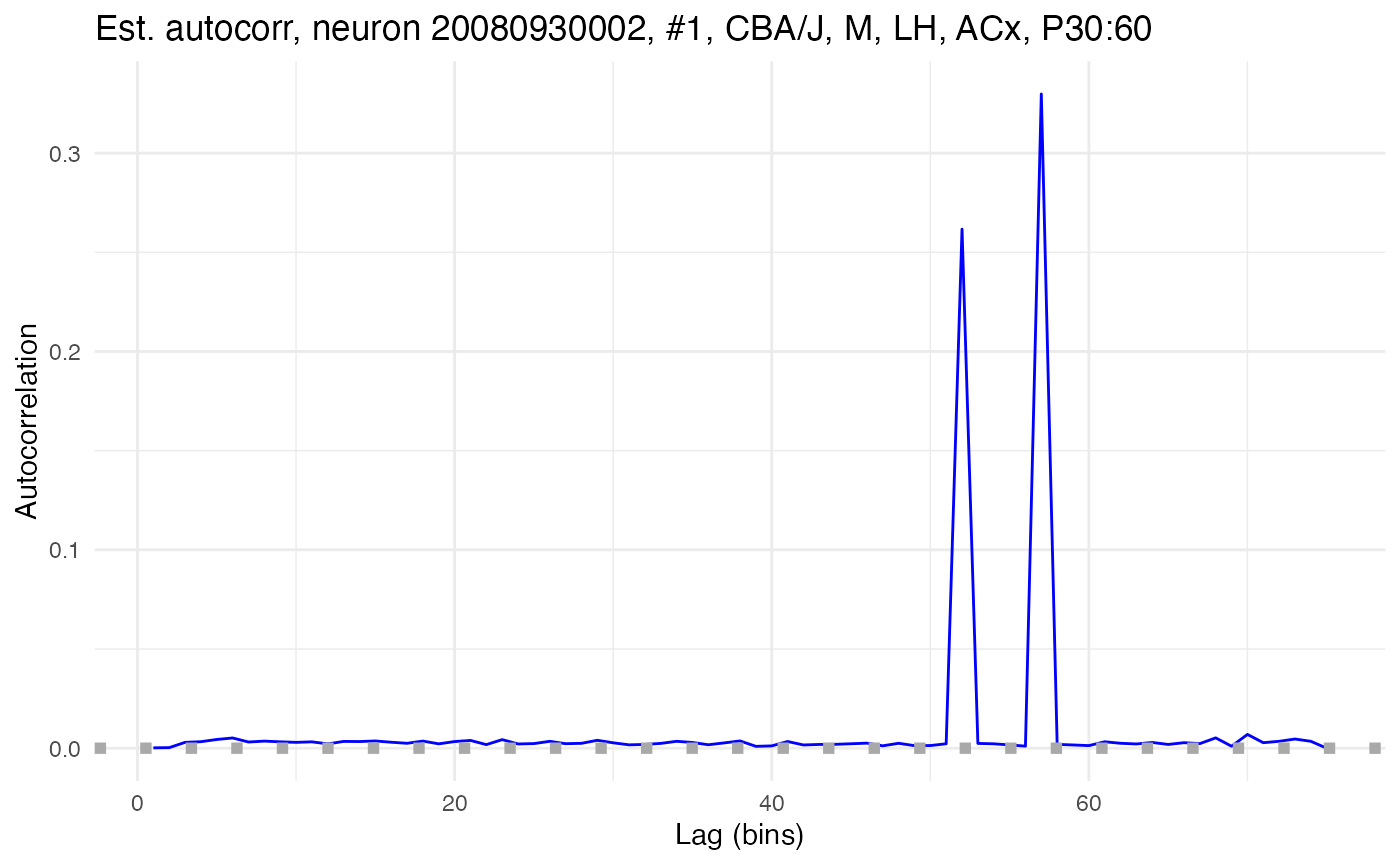 Est. autocorr, neuron 20080930002, #1, CBA/J, M, LH, ACx, P30:60
Autocorrelation
0.3
0.2
0.1
0.0
0
20
40
60
Lag (bins)